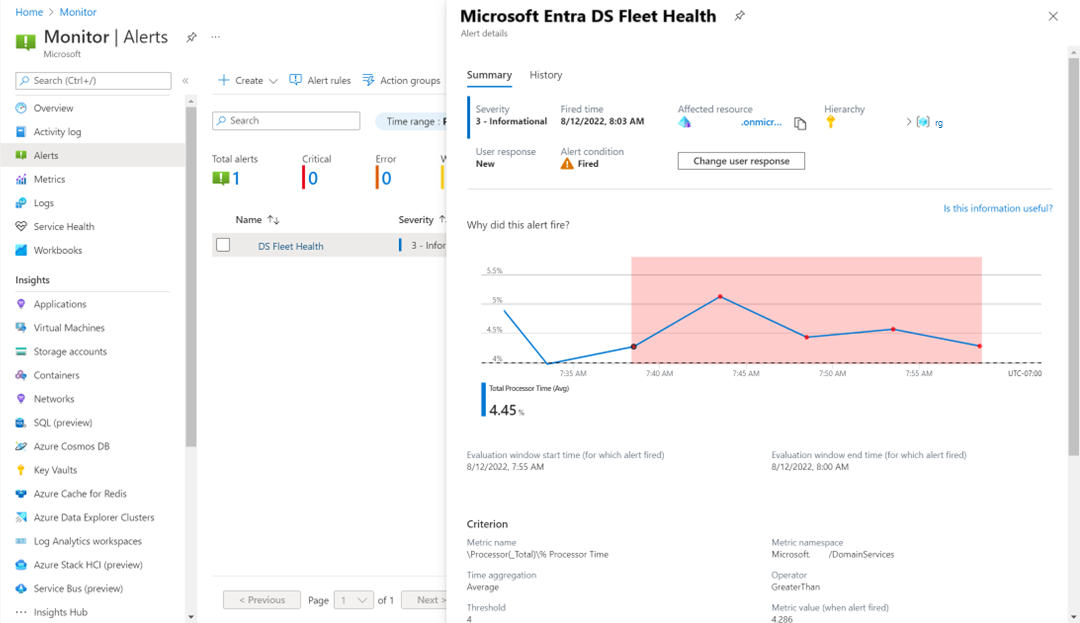 Home > Monitor
Monitor | Alerts
Microsoft
Search (Ctrl+/)
Overview
Activity log
Alerts
Metrics
Logs
Service Health
Workbooks
Insights
Applications
Virtual Machines
Storage accounts
Containers
Networks
SQL (preview)
Azure Cosmos DB
Key Vaults
Azure Cache for Redis
Azure Data Explorer Clusters
Log Analytics workspaces
Azure Stack HCI (preview)
Service Bus (preview)
Insights Hub
Create
Alert rules
Action groups
Search
Time range :
Total alerts
1
Critical
0
Error
0
Name
Severity
DS Fleet Health
3 - Infor
< Previous
Page
1
of 1
Next >
Microsoft Entra DS Fleet Health
Alert details
Summary
History
Severity
3 - Informational
Fired time
8/12/2022, 8:03 AM
Affected resource
.onmicr...
Hierarchy
> rg
User response
New
Alert condition
Fired
Change user response
Is this information useful?
Why did this alert fire?
5.5%
5%
4.5%
4%
7:35 AM
7:40 AM
7:45 AM
7:50 AM
7:55 AM
UTC-07:00
Total Processor Time (Avg)
4.45 %
Evaluation window start time (for which alert fired)
8/12/2022, 7:55 AM
Evaluation window end time (for which alert fired)
8/12/2022, 8:00 AM
Criterion
Metric name
\Processor(_Total)\% Processor Time
Metric namespace
Microsoft. /DomainServices
Time aggregation
Average
Operator
GreaterThan
Threshold
4
Metric value (when alert fired)
4.286